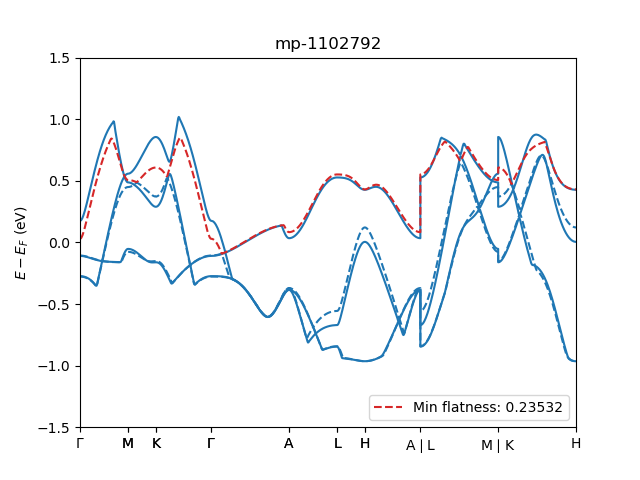 mp-1102792
E − E_F (eV)
1.5
1.0
0.5
0.0
−0.5
−1.0
−1.5
Min flatness: 0.23532
Γ M K Γ A L H A | L M | K H